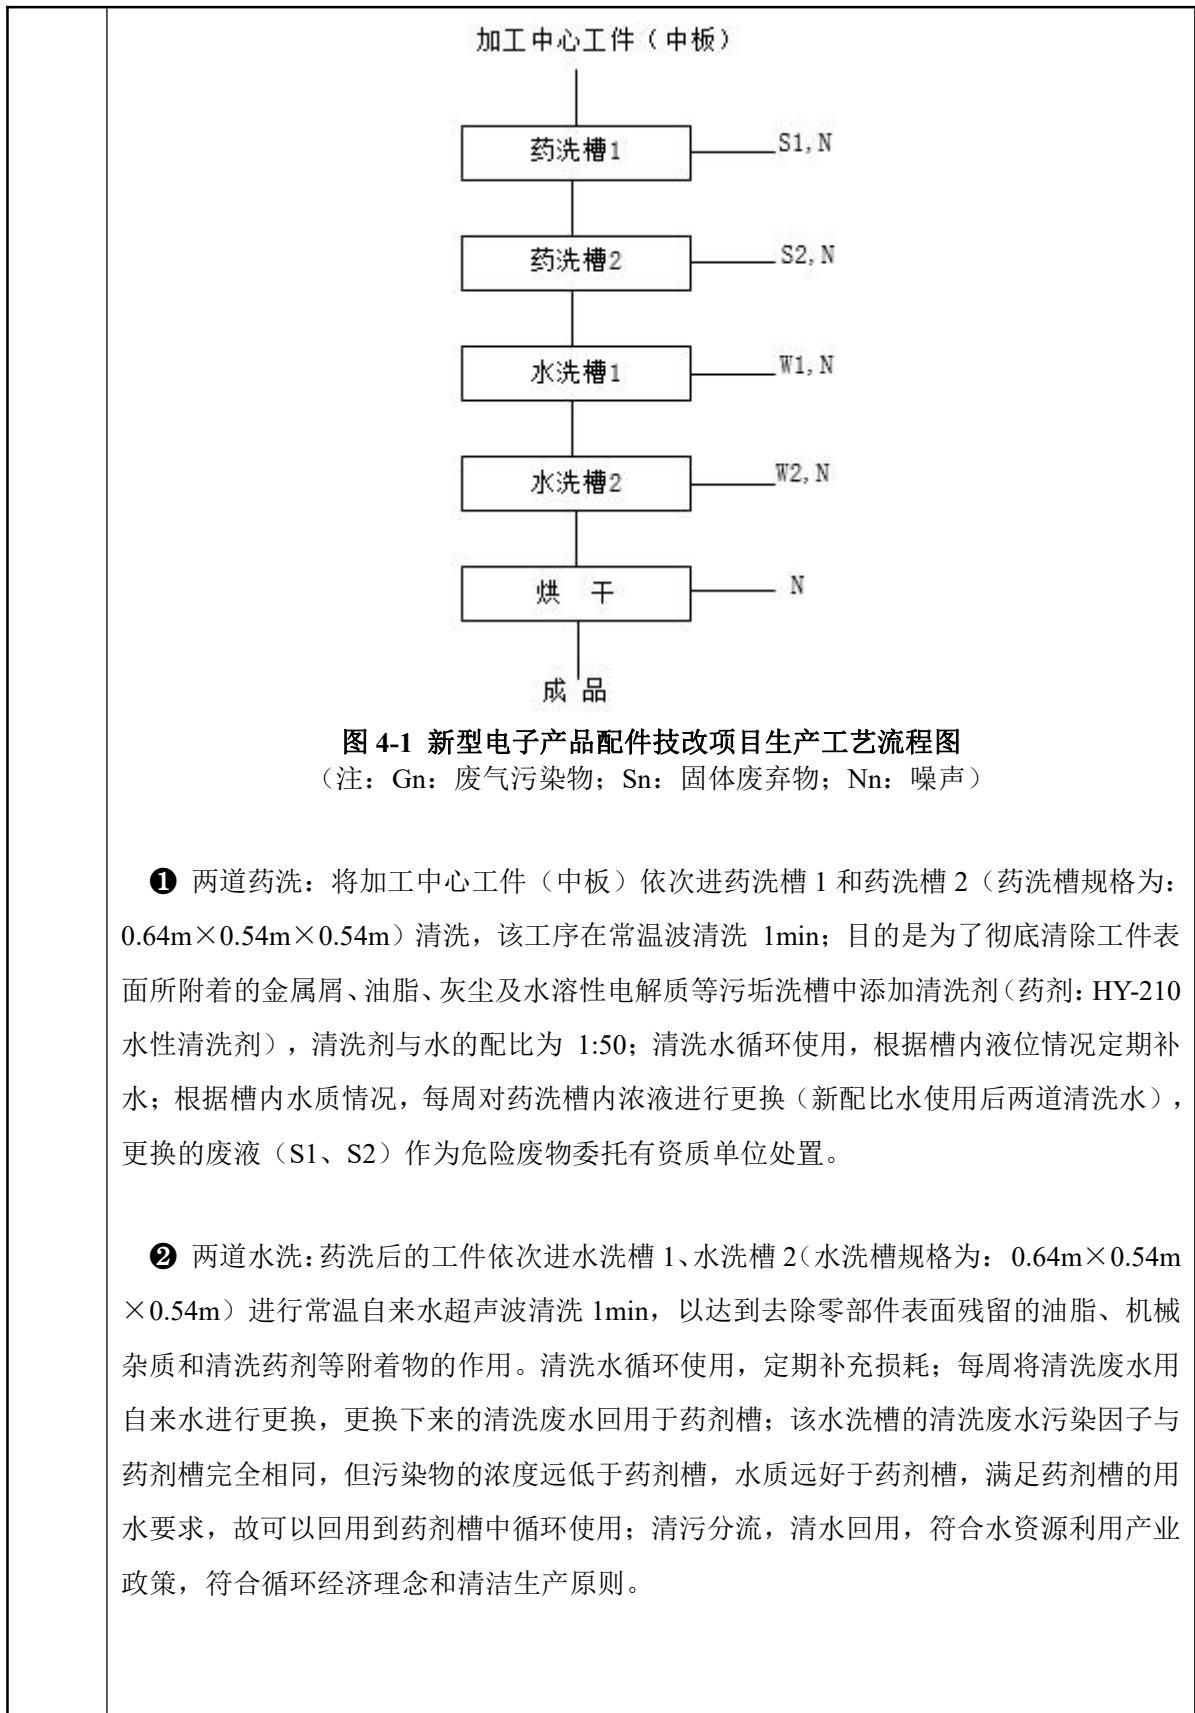 加工中心工件（中板）
药洗槽1
S1, N
药洗槽2
S2, N
水洗槽1
W1, N
水洗槽2
W2, N
烘 干
N
成 品
图 4-1 新型电子产品配件技改项目生产工艺流程图
（注：Gn：废气污染物；Sn：固体废弃物；Nn：噪声）
❶ 两道药洗：将加工中心工件（中板）依次进药洗槽 1 和药洗槽 2（药洗槽规格为：
0.64m×0.54m×0.54m）清洗，该工序在常温波清洗 1min；目的是为了彻底清除工件表
面所附着的金属屑、油脂、灰尘及水溶性电解质等污垢洗槽中添加清洗剂（药剂：HY-210
水性清洗剂），清洗剂与水的配比为 1:50；清洗水循环使用，根据槽内液位情况定期补
水；根据槽内水质情况，每周对药洗槽内浓液进行更换（新配比水使用后两道清洗水），
更换的废液（S1、S2）作为危险废物委托有资质单位处置。
❷ 两道水洗：药洗后的工件依次进水洗槽 1、水洗槽 2（水洗槽规格为： 0.64m×0.54m
×0.54m）进行常温自来水超声波清洗 1min，以达到去除零部件表面残留的油脂、机械
杂质和清洗药剂等附着物的作用。清洗水循环使用，定期补充损耗；每周将清洗废水用
自来水进行更换，更换下来的清洗废水回用于药剂槽；该水洗槽的清洗废水污染因子与
药剂槽完全相同，但污染物的浓度远低于药剂槽，水质远好于药剂槽，满足药剂槽的用
水要求，故可以回用到药剂槽中循环使用；清污分流，清水回用，符合水资源利用产业
政策，符合循环经济理念和清洁生产原则。